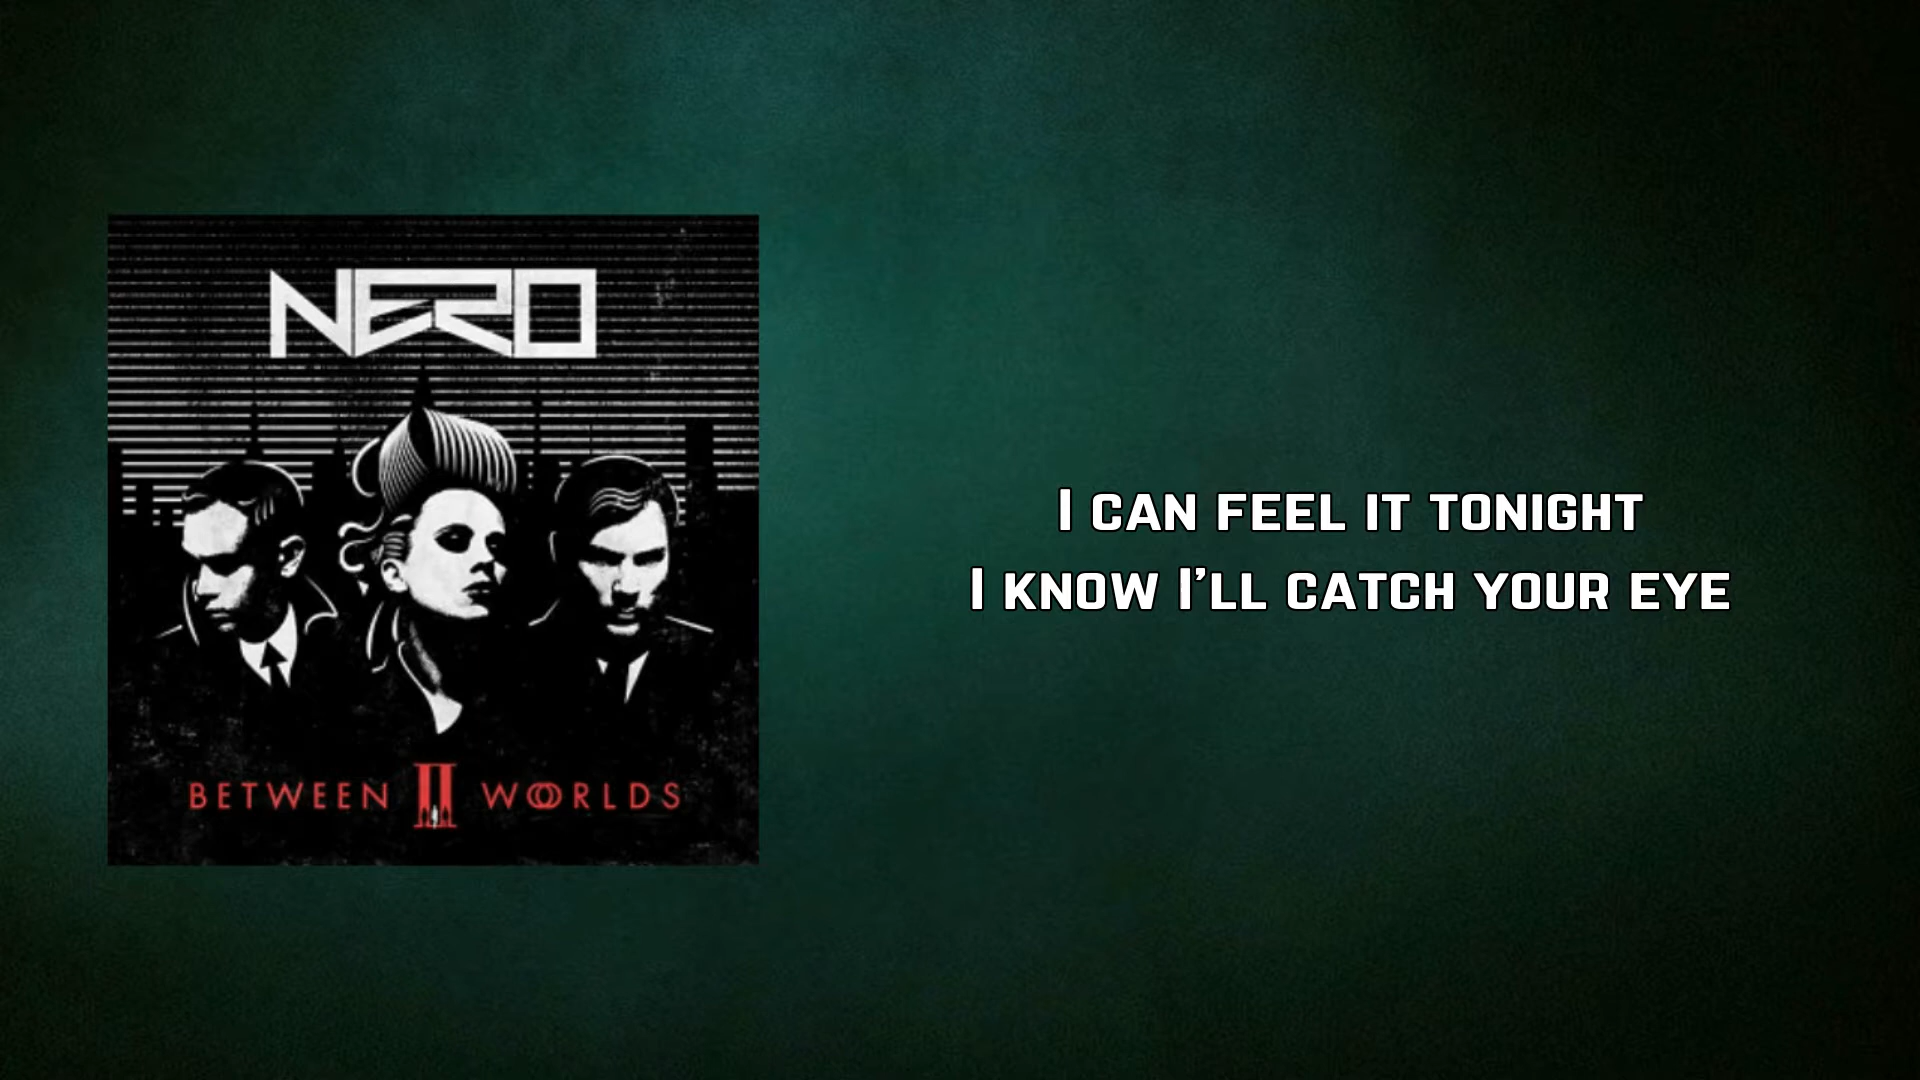 NERO
BETWEEN II WORLDS
I can feel it tonight
I know I'll catch your eye